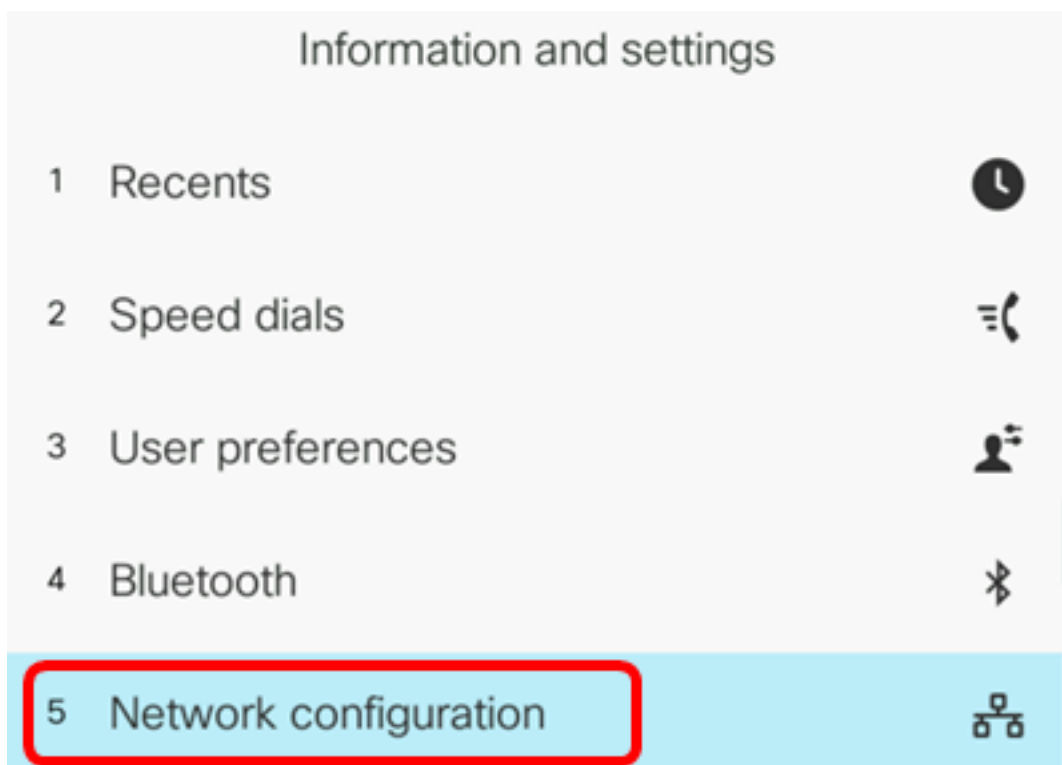 Information and settings
1 Recents
2 Speed dials
3 User preferences
4 Bluetooth
5 Network configuration